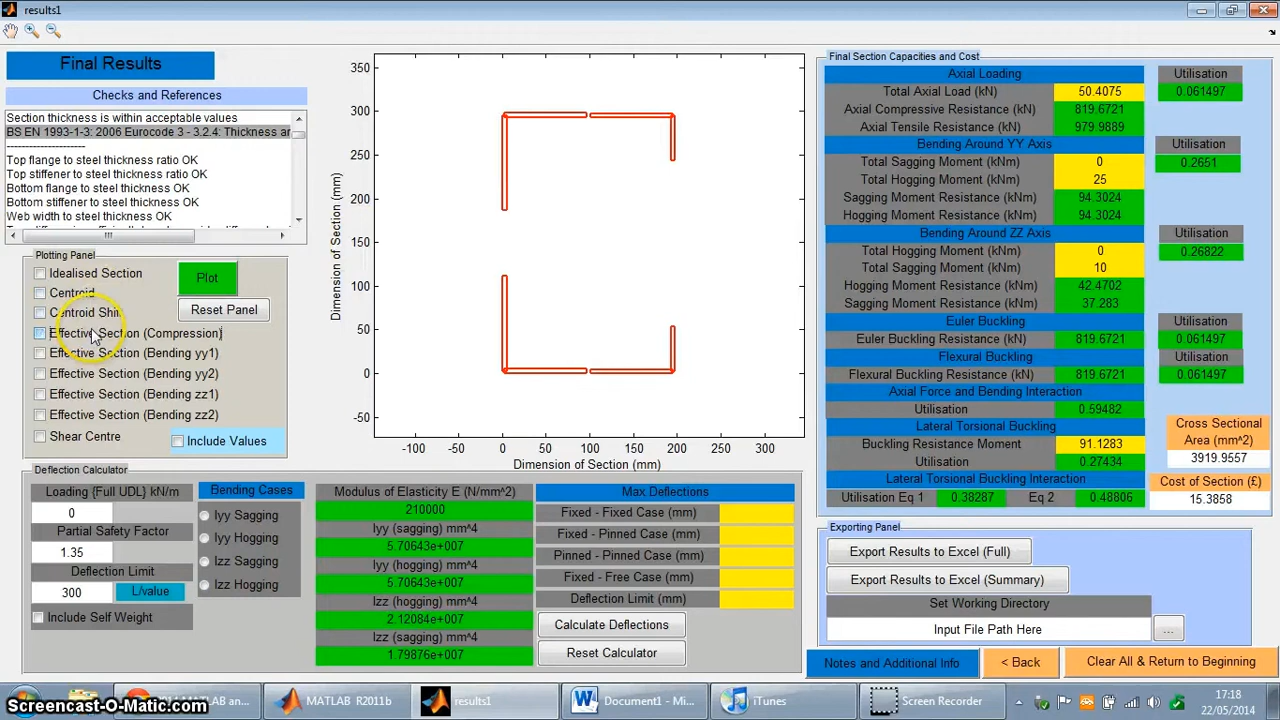 results1
Final Results
Checks and References
Section thickness is within acceptable values
BS EN 1993-1-3: 2006 Eurocode 3 - 3.2.4: Thickness ar
--------------------
Top flange to steel thickness ratio OK
Top stiffener to steel thickness ratio OK
Bottom flange to steel thickness OK
Bottom stiffener to steel thickness OK
Web width to steel thickness OK
Plotting Panel
Idealised Section
Plot
Centroid
Centroid Shift
Reset Panel
Effective Section (Compression)
Effective Section (Bending yy1)
Effective Section (Bending yy2)
Effective Section (Bending zz1)
Effective Section (Bending zz2)
Shear Centre
Include Values
Dimension of Section (mm)
350
300
250
200
150
100
50
0
-50
-100 -50 0 50 100 150 200 250 300
Dimension of Section (mm)
Final Section Capacities and Cost
Axial Loading
Utilisation
Total Axial Load (kN) 50.4075
0.061497
Axial Compressive Resistance (kN) 819.6721
Axial Tensile Resistance (kN) 979.9889
Bending Around YY Axis
Utilisation
Total Sagging Moment (kNm) 0
0.2651
Total Hogging Moment (kNm) 25
Sagging Moment Resistance (kNm) 94.3024
Hogging Moment Resistance (kNm) 94.3024
Bending Around ZZ Axis
Utilisation
Total Hogging Moment (kNm) 0
0.26822
Total Sagging Moment (kNm) 10
Hogging Moment Resistance (kNm) 42.4702
Sagging Moment Resistance (kNm) 37.283
Euler Buckling
Utilisation
Euler Buckling Resistance (kN) 819.6721
0.061497
Flexural Buckling
Utilisation
Flexural Buckling Resistance (kN) 819.6721
0.061497
Axial Force and Bending Interaction
Utilisation 0.59482
Lateral Torsional Buckling
Buckling Resistance Moment 91.1283
Utilisation 0.27434
Lateral Torsional Buckling Interaction
Utilisation Eq 1 0.38287 Eq 2 0.48806
Cross Sectional
Area (mm^2)
3919.9557
Cost of Section (£)
15.3858
Deflection Calculator
Loading {Full UDL} kN/m
0
Partial Safety Factor
1.35
Deflection Limit
300
L/value
Include Self Weight
Bending Cases
Iyy Sagging
Iyy Hogging
Izz Sagging
Izz Hogging
Modulus of Elasticity E (N/mm^2)
210000
Iyy (sagging) mm^4
5.70643e+007
Iyy (hogging) mm^4
5.70643e+007
Izz (hogging) mm^4
2.12084e+007
Izz (sagging) mm^4
1.79876e+007
Max Deflections
Fixed - Fixed Case (mm)
Fixed - Pinned Case (mm)
Pinned - Pinned Case (mm)
Fixed - Free Case (mm)
Deflection Limit (mm)
Calculate Deflections
Reset Calculator
Exporting Panel
Export Results to Excel (Full)
Export Results to Excel (Summary)
Set Working Directory
Input File Path Here
...
Notes and Additional Info
< Back
Clear All & Return to Beginning
MATLAB R2011b
results1
Document1 - Mi...
iTunes
Screen Recorder
17:18
22/05/2014
Screencast-O-Matic.com